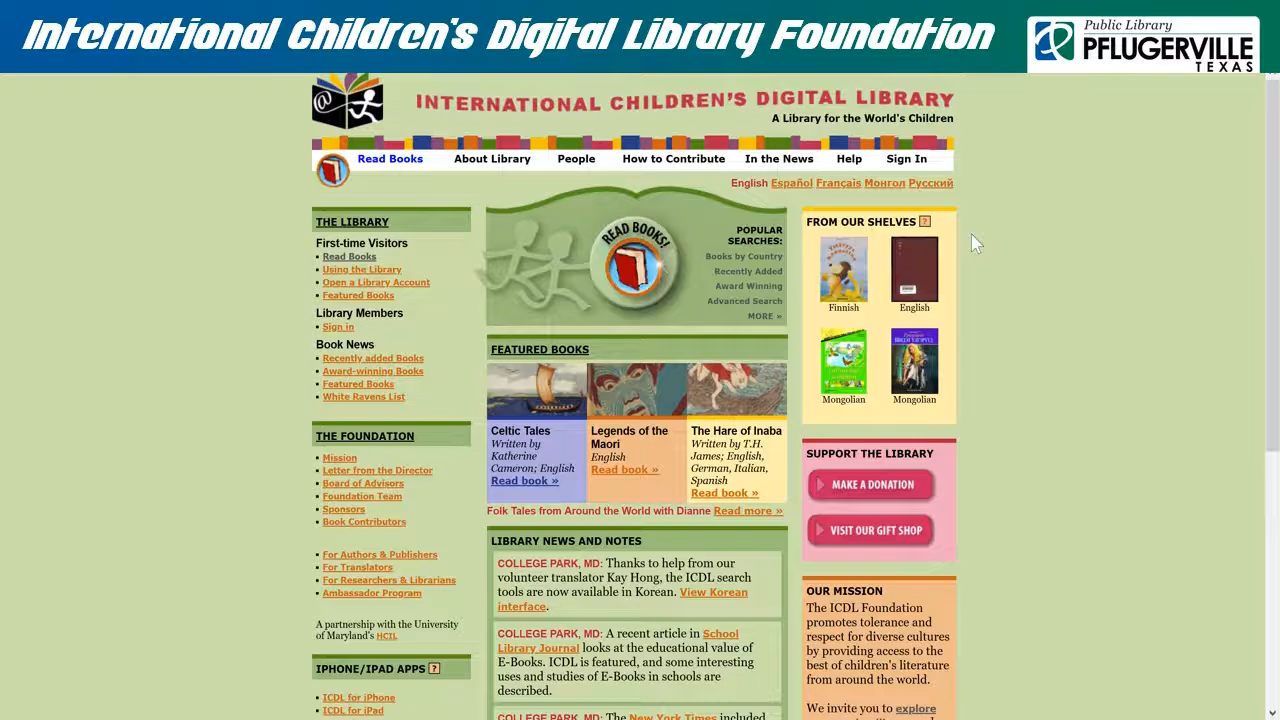 International Children's Digital Library Foundation
Public Library
PFLUGERVILLE
TEXAS
INTERNATIONAL CHILDREN'S DIGITAL LIBRARY
A Library for the World's Children
Read Books About Library People How to Contribute In the News Help Sign In
English Español Français Монгол Русский
THE LIBRARY
First-time Visitors
Read Books
Using the Library
Open a Library Account
Featured Books
Library Members
Sign in
Book News
Recently added Books
Award-winning Books
Featured Books
White Ravens List
THE FOUNDATION
Mission
Letter from the Director
Board of Advisors
Foundation Team
Sponsors
Book Contributors
For Authors & Publishers
For Translators
For Researchers & Librarians
Ambassador Program
A partnership with the University
of Maryland's HCIL
IPHONE/IPAD APPS ?
ICDL for iPhone
ICDL for iPad
READ BOOKS!
POPULAR
SEARCHES:
Books by Country
Recently Added
Award Winning
Advanced Search
MORE »
FEATURED BOOKS
Celtic Tales
Written by
Katherine
Cameron; English
Read book »
Legends of the
Maori
English
Read book »
The Hare of Inaba
Written by T.H.
James; English,
German, Italian,
Spanish
Read book »
Folk Tales from Around the World with Dianne Read more »
LIBRARY NEWS AND NOTES
COLLEGE PARK, MD: Thanks to help from our
volunteer translator Kay Hong, the ICDL search
tools are now available in Korean. View Korean
interface.
COLLEGE PARK, MD: A recent article in School
Library Journal looks at the educational value of
E-Books. ICDL is featured, and some interesting
uses and studies of E-Books in schools are
described.
COLLEGE PARK, MD: The New York Times included
FROM OUR SHELVES ?
Finnish
English
Mongolian
Mongolian
SUPPORT THE LIBRARY
MAKE A DONATION
VISIT OUR GIFT SHOP
OUR MISSION
The ICDL Foundation
promotes tolerance and
respect for diverse cultures
by providing access to the
best of children's literature
from around the world.
We invite you to explore